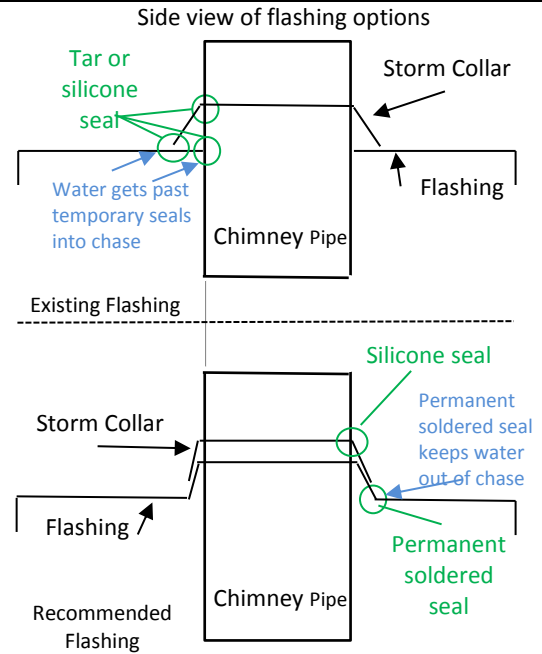 Side view of flashing options
Tar or
silicone
seal
Storm Collar
Water gets past
temporary seals
into chase
Flashing
Chimney Pipe
Existing Flashing
Silicone seal
Storm Collar
Permanent
soldered seal
keeps water
out of chase
Flashing
Permanent
soldered
seal
Chimney Pipe
Recommended
Flashing